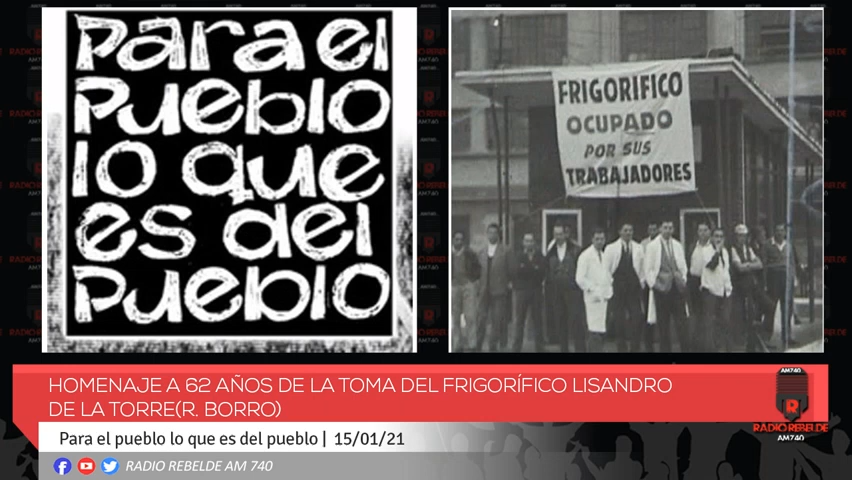 Para el
Pueblo
lo que
es del
Pueblo
FRIGORIFICO
OCUPADO
POR SUS
TRABAJADORES
HOMENAJE A 62 AÑOS DE LA TOMA DEL FRIGORÍFICO LISANDRO
DE LA TORRE(R. BORRO)
Para el pueblo lo que es del pueblo | 15/01/21
RADIO REBELDE AM 740
AM740
R
RADIO REBELDE
AM740